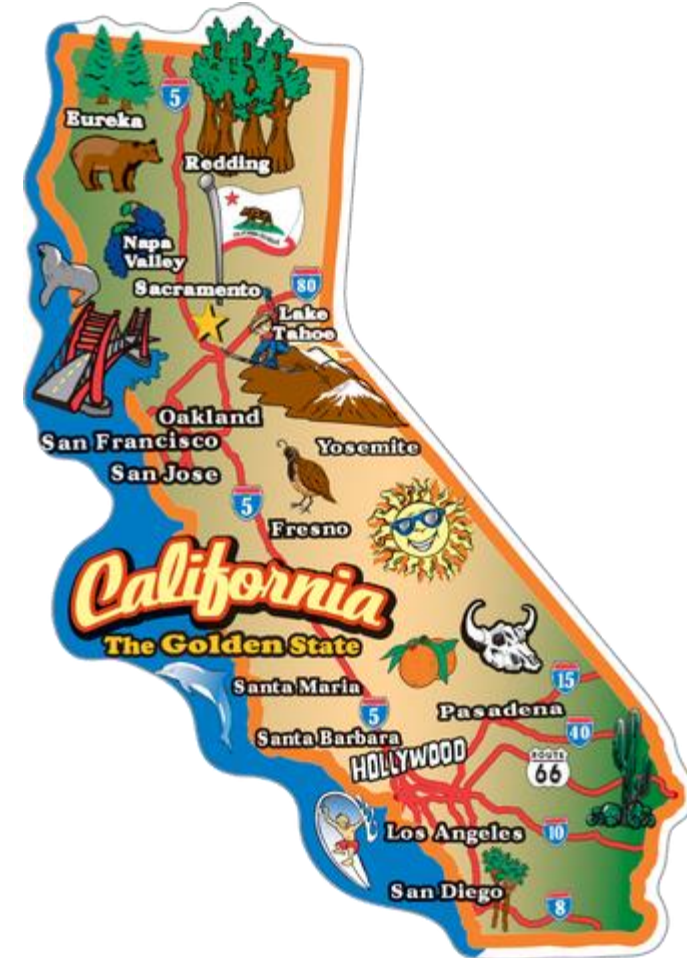 5
Eureka
Redding
Napa
Valley
Sacramento
80
Lake
Tahoe
Oakland
San Francisco
Yosemite
San Jose
5
Fresno
California
The Golden State
Santa Maria
15
5
Pasadena
40
Santa Barbara
HOLLYWOOD
ROUTE
66
Los Angeles
10
San Diego
8